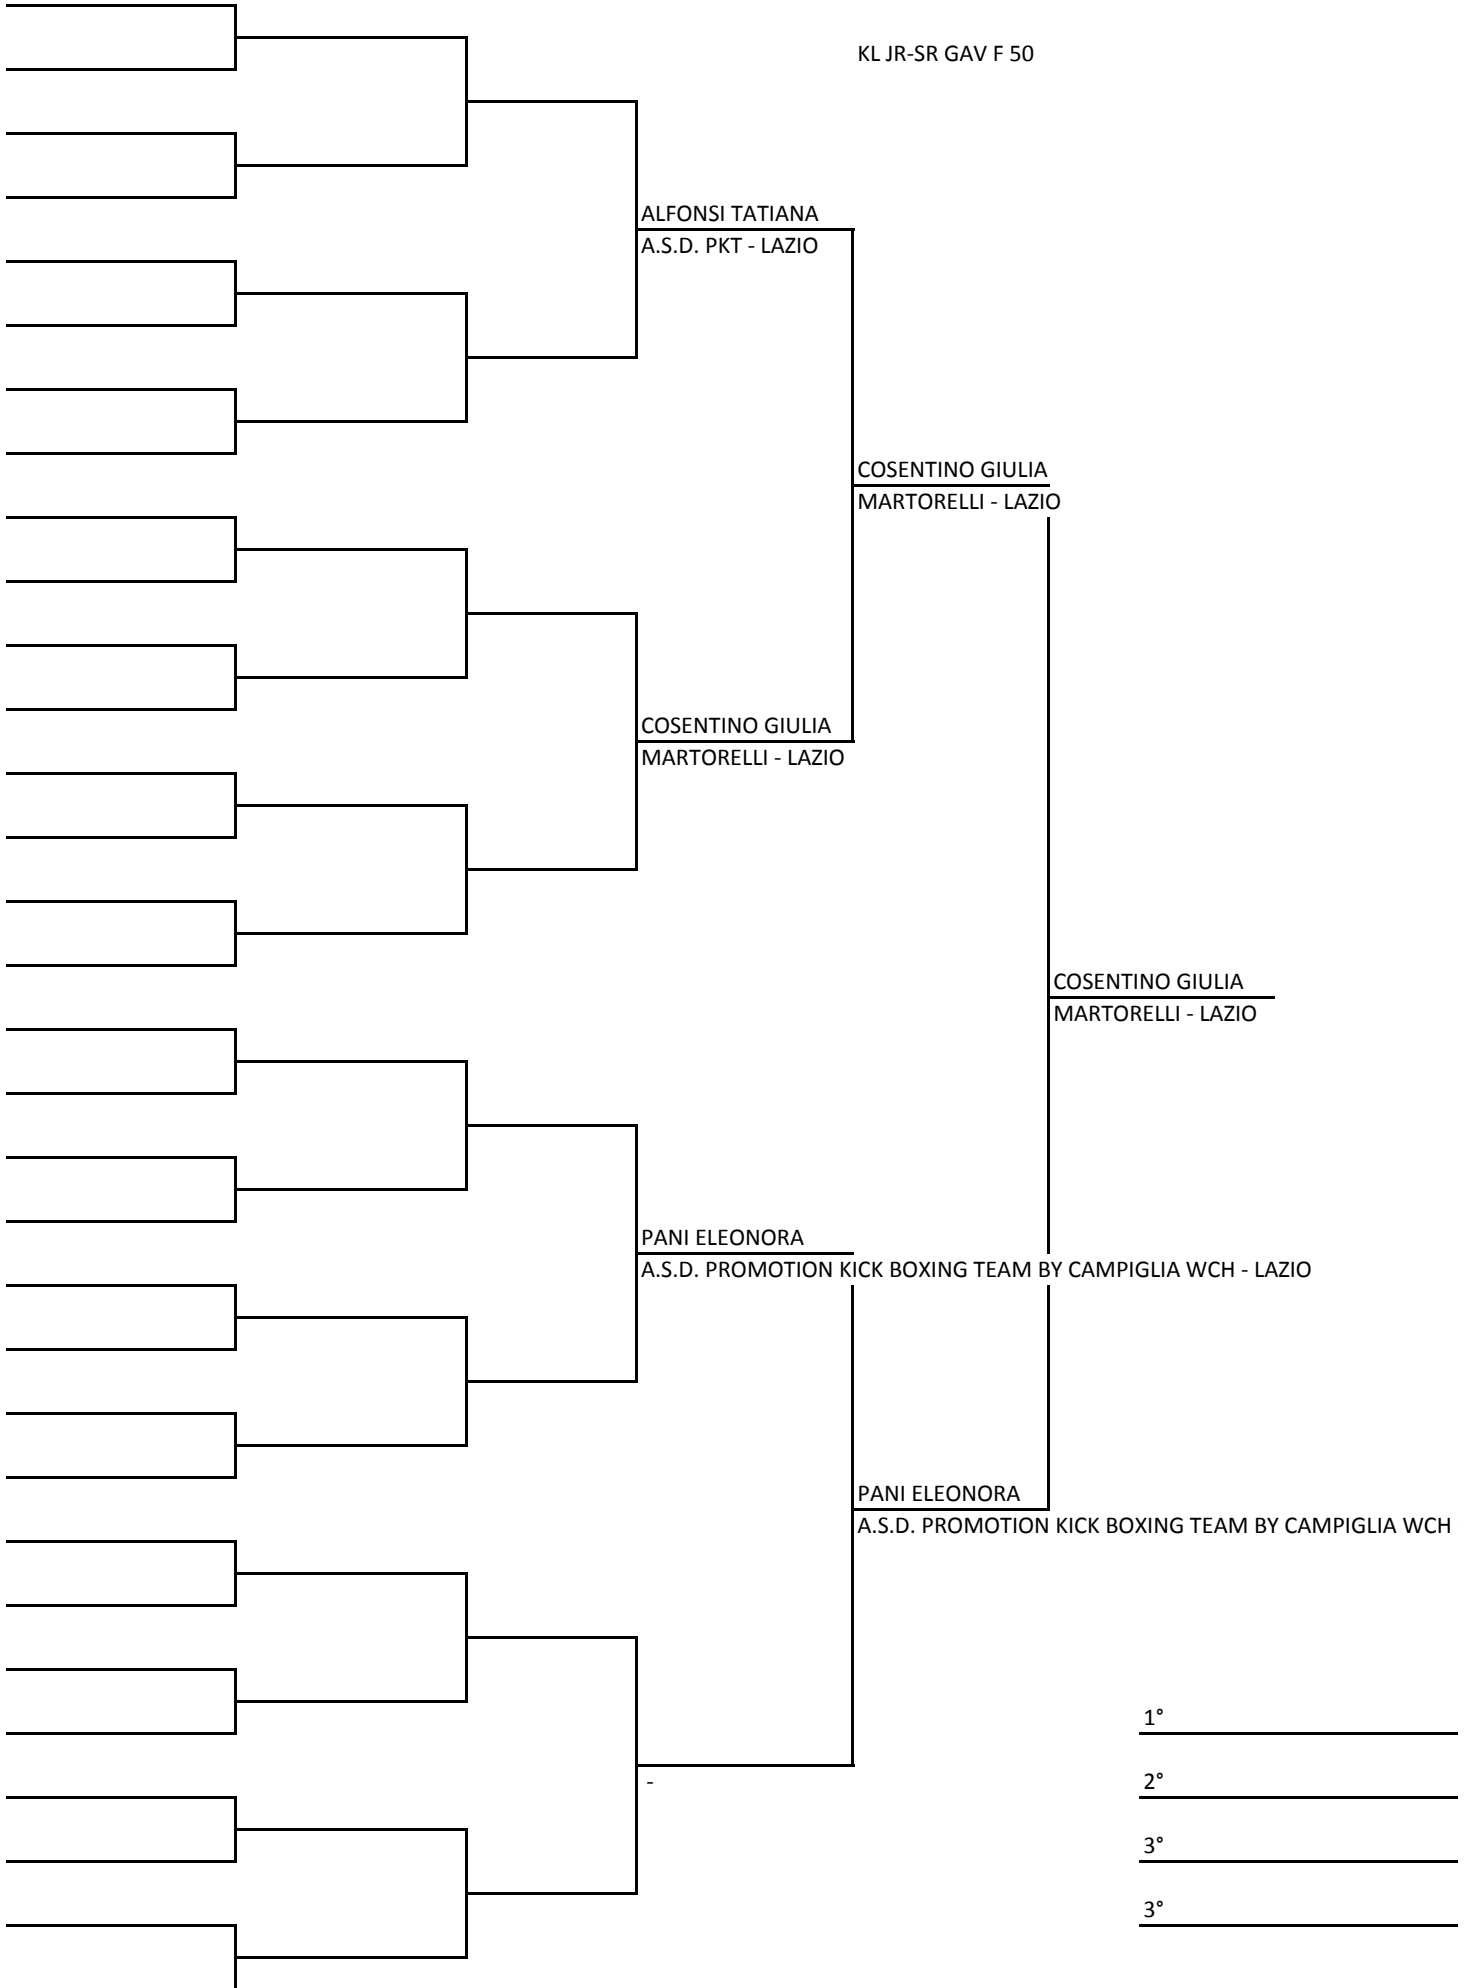 KL JR-SR GAV F 50
ALFONSI TATIANA
A.S.D. PKT - LAZIO
COSENTINO GIULIA
MARTORELLI - LAZIO
COSENTINO GIULIA
MARTORELLI - LAZIO
COSENTINO GIULIA
MARTORELLI - LAZIO
PANI ELEONORA
A.S.D. PROMOTION KICK BOXING TEAM BY CAMPIGLIA WCH - LAZIO
PANI ELEONORA
A.S.D. PROMOTION KICK BOXING TEAM BY CAMPIGLIA WCH
1°
-
2°
3°
3°